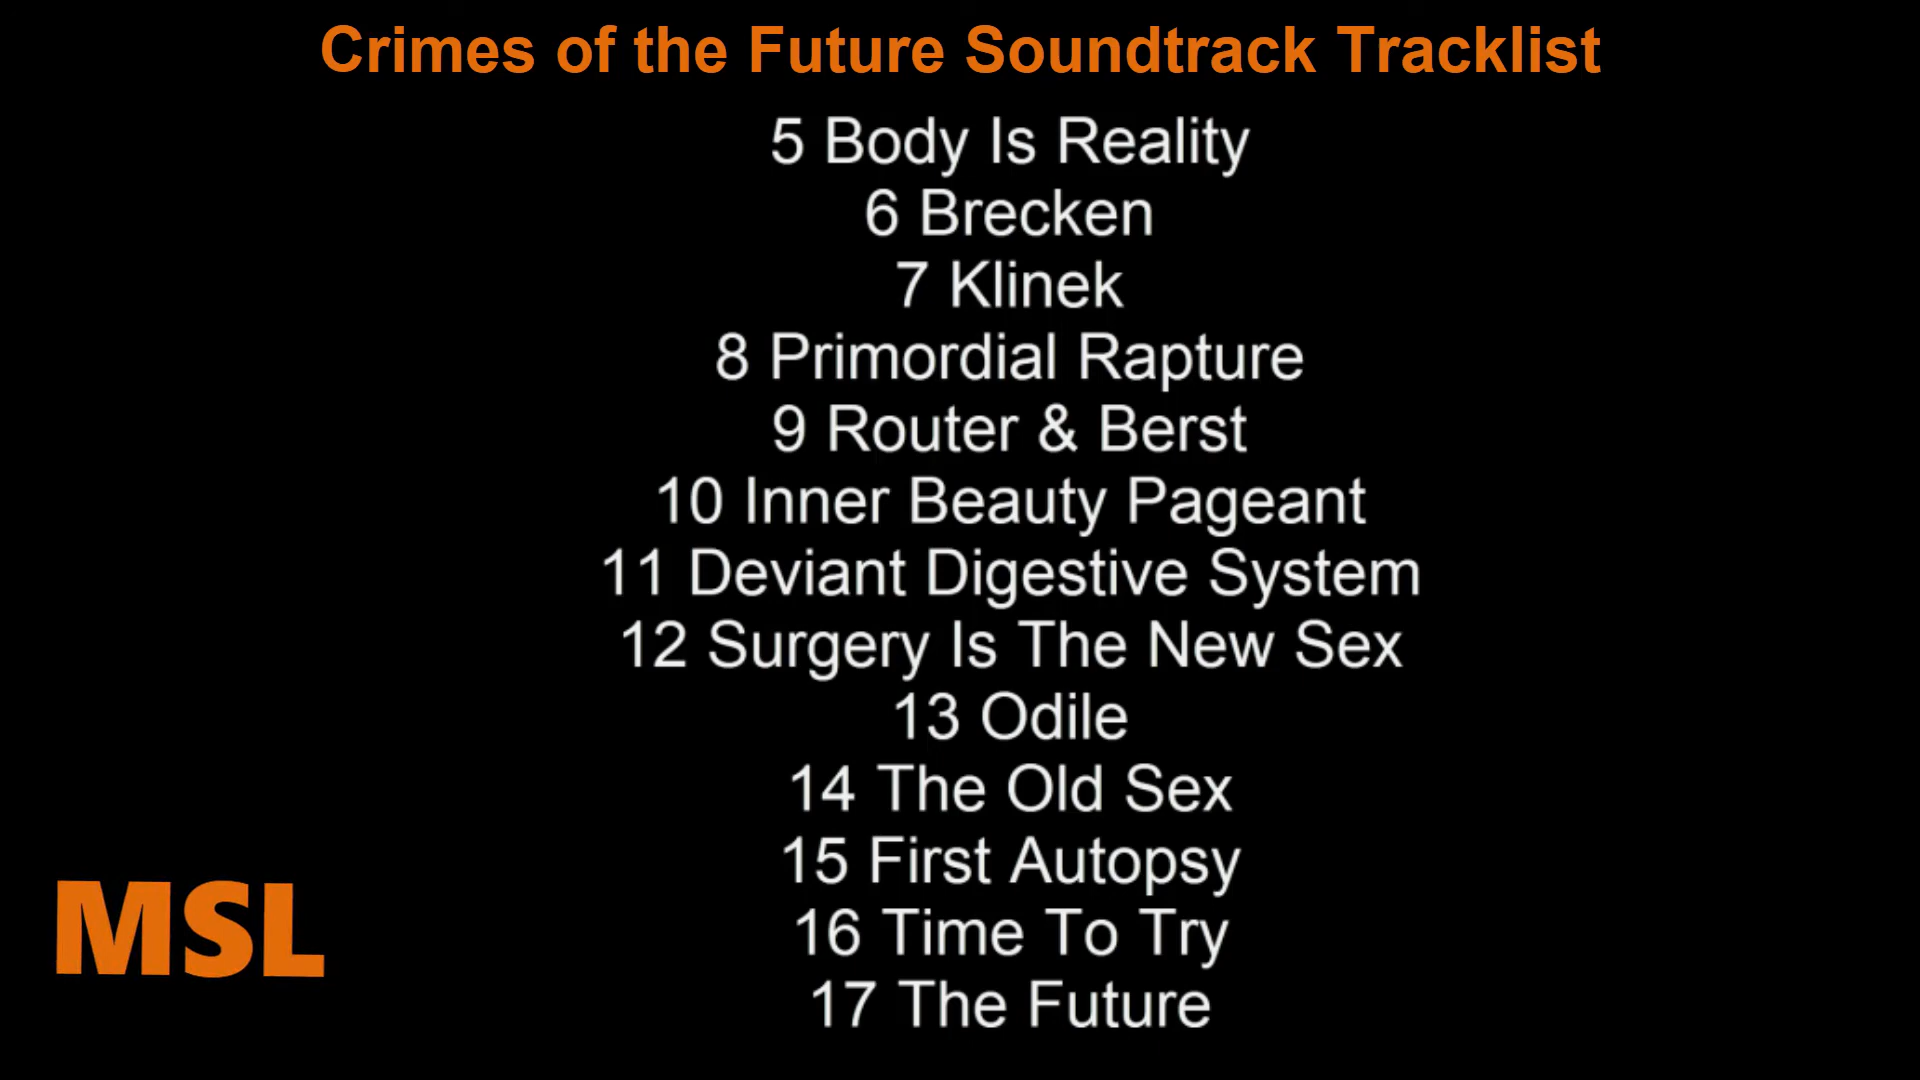 Crimes of the Future Soundtrack Tracklist
5 Body Is Reality
6 Brecken
7 Klinek
8 Primordial Rapture
9 Router & Berst
10 Inner Beauty Pageant
11 Deviant Digestive System
12 Surgery Is The New Sex
13 Odile
14 The Old Sex
15 First Autopsy
16 Time To Try
17 The Future
MSL